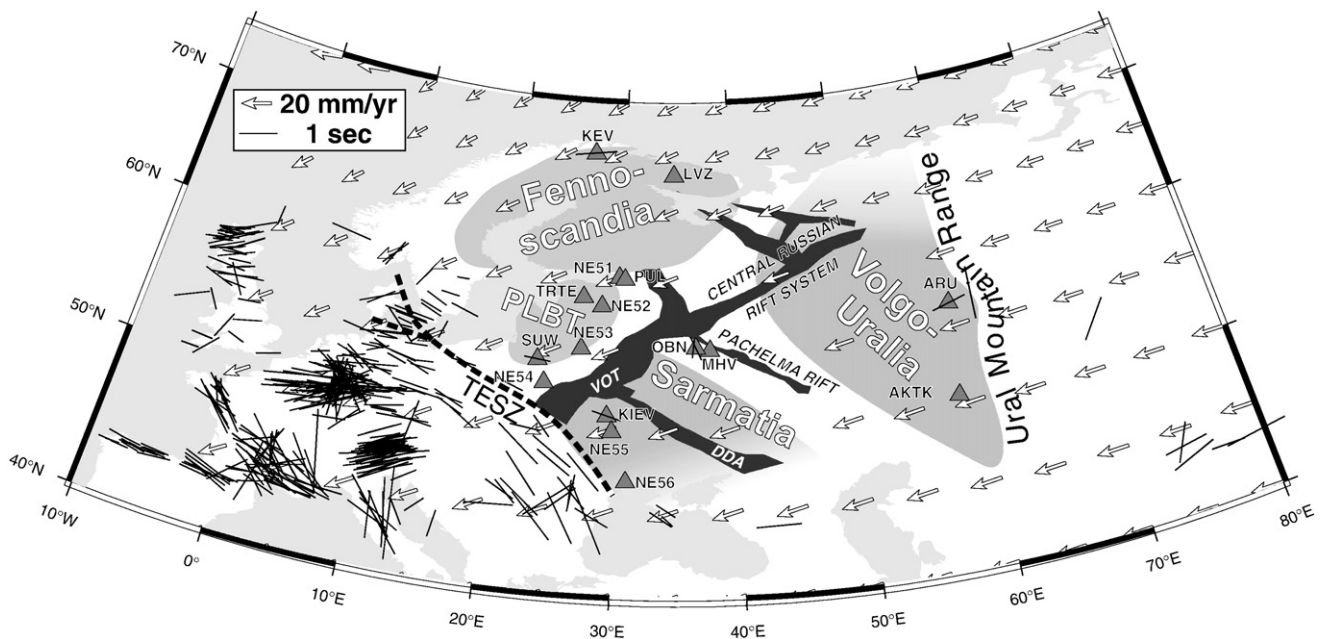 70°N
60°N
50°N
40°N
20 mm/yr
1 sec
KEV
LVZ
Fenno-
scandia
NE51
PUL
TRTE
NE52
PLBT
NE53
SUW
NE54
TESZ
VOT
CENTRAL RUSSIAN
RIFT SYSTEM
PACHELMA RIFT
OBN
MHV
Sarmatia
KIEV
NE55
DDA
NE56
Volgo-
Uralia
ARU
AKTK
Ural Mountain Range
10°W
0°
10°E
20°E
30°E
40°E
50°E
60°E
70°E
80°E